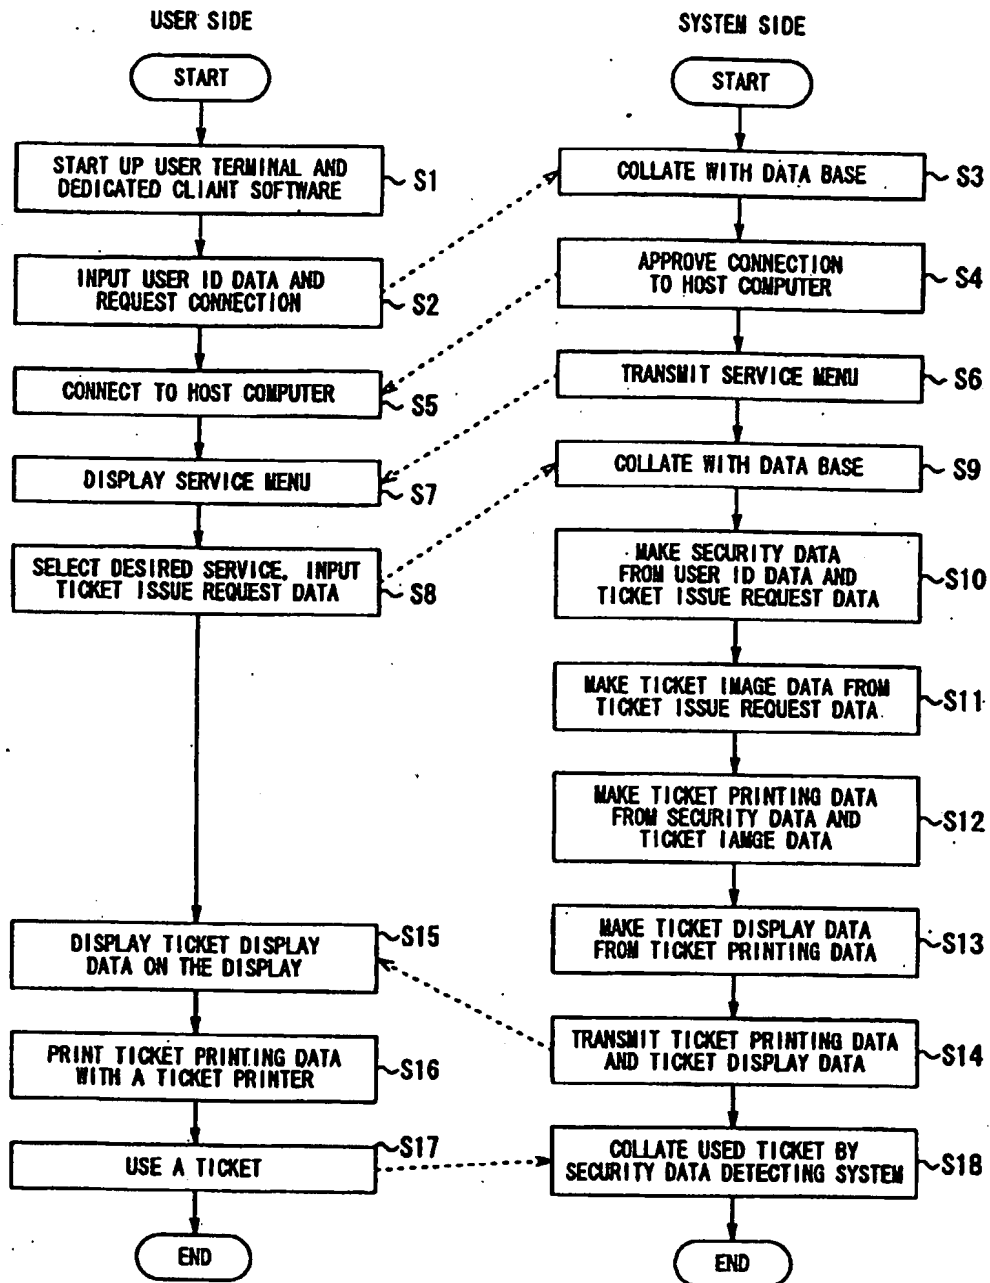 USER SIDE
START
START UP USER TERMINAL AND
DEDICATED CLIANT SOFTWARE
S1
INPUT USER ID DATA AND
REQUEST CONNECTION
S2
CONNECT TO HOST COMPUTER
S5
DISPLAY SERVICE MENU
S7
SELECT DESIRED SERVICE. INPUT
TICKET ISSUE REQUEST DATA
S8
DISPLAY TICKET DISPLAY
DATA ON THE DISPLAY
S15
PRINT TICKET PRINTING DATA
WITH A TICKET PRINTER
S16
USE A TICKET
S17
END
SYSTEM SIDE
START
COLLATE WITH DATA BASE
S3
APPROVE CONNECTION
TO HOST COMPUTER
S4
TRANSMIT SERVICE MENU
S6
COLLATE WITH DATA BASE
S9
MAKE SECURITY DATA
FROM USER ID DATA AND
TICKET ISSUE REQUEST DATA
S10
MAKE TICKET IMAGE DATA FROM
TICKET ISSUE REQUEST DATA
S11
MAKE TICKET PRINTING DATA
FROM SECURITY DATA AND
TICKET IAMGE DATA
S12
MAKE TICKET DISPLAY DATA
FROM TICKET PRINTING DATA
S13
TRANSMIT TICKET PRINTING DATA
AND TICKET DISPLAY DATA
S14
COLLATE USED TICKET BY
SECURITY DATA DETECTING SYSTEM
S18
END